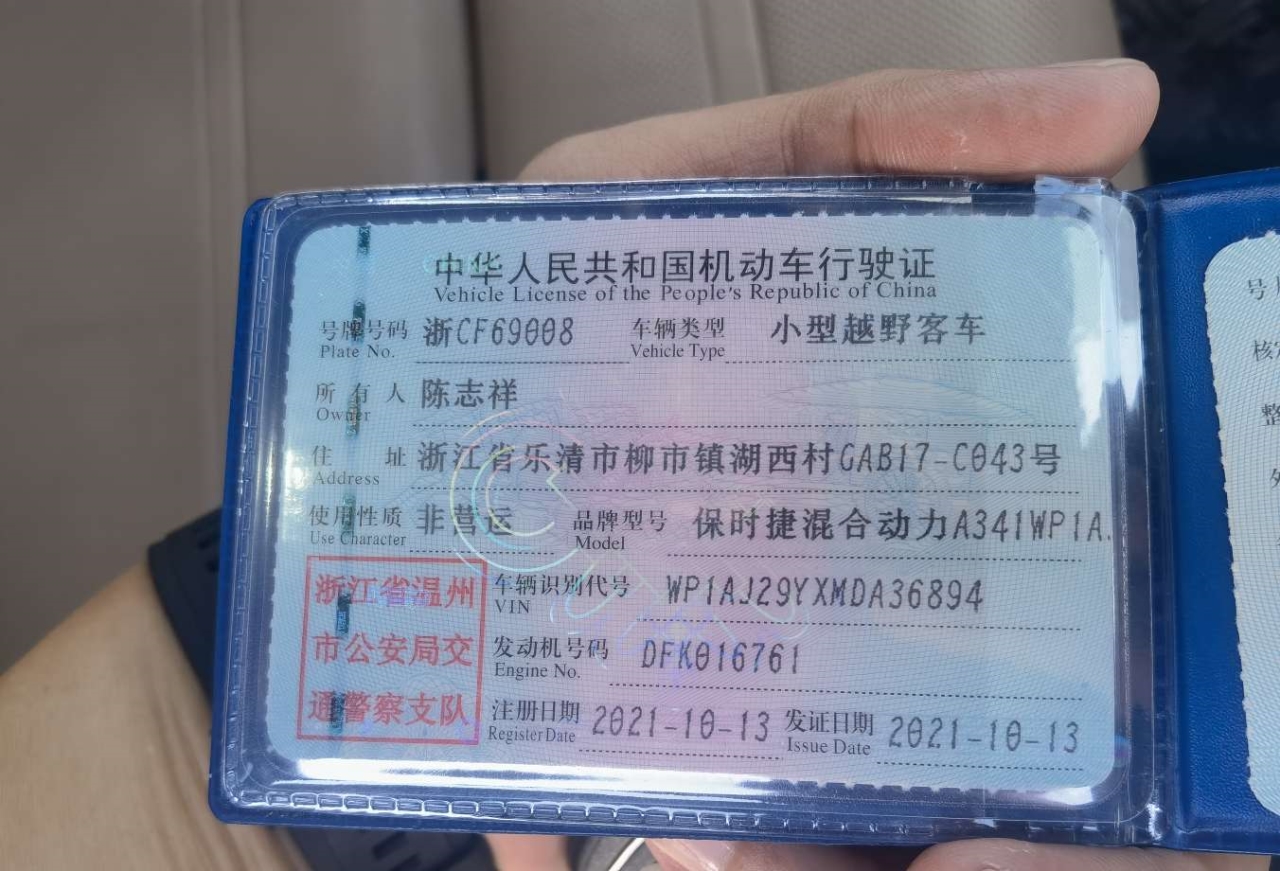 中华人民共和国机动车行驶证
Vehicle License of the People's Republic of China
号牌号码 浙CF69008 车辆类型 小型越野客车
Plate No. Vehicle Type
所有人 陈志祥
Owner
住址 浙江省乐清市柳市镇湖西村GAB17-C043号
Address
使用性质 非营运 品牌型号 保时捷混合动力A341WP1A
Use Character Model
浙江省温州
市公安局交
通警察支队
车辆识别代号 WP1AJ29YXMDA36894
VIN
发动机号码 DFK016761
Engine No.
注册日期 2021-10-13 发证日期 2021-10-13
Register Date Issue Date
号
核
整